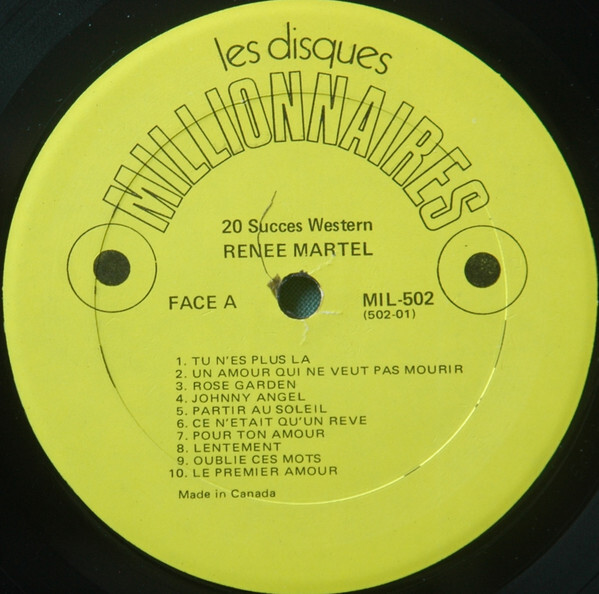 les disques
MILLIONNAIRES
20 Succes Western
RENEE MARTEL
FACE A
MIL-502
(502-01)
1. TU N'ES PLUS LA
2. UN AMOUR QUI NE VEUT PAS MOURIR
3. ROSE GARDEN
4. JOHNNY ANGEL
5. PARTIR AU SOLEIL
6. CE N'ETAIT QU'UN REVE
7. POUR TON AMOUR
8. LENTEMENT
9. OUBLIE CES MOTS
10. LE PREMIER AMOUR
Made in Canada